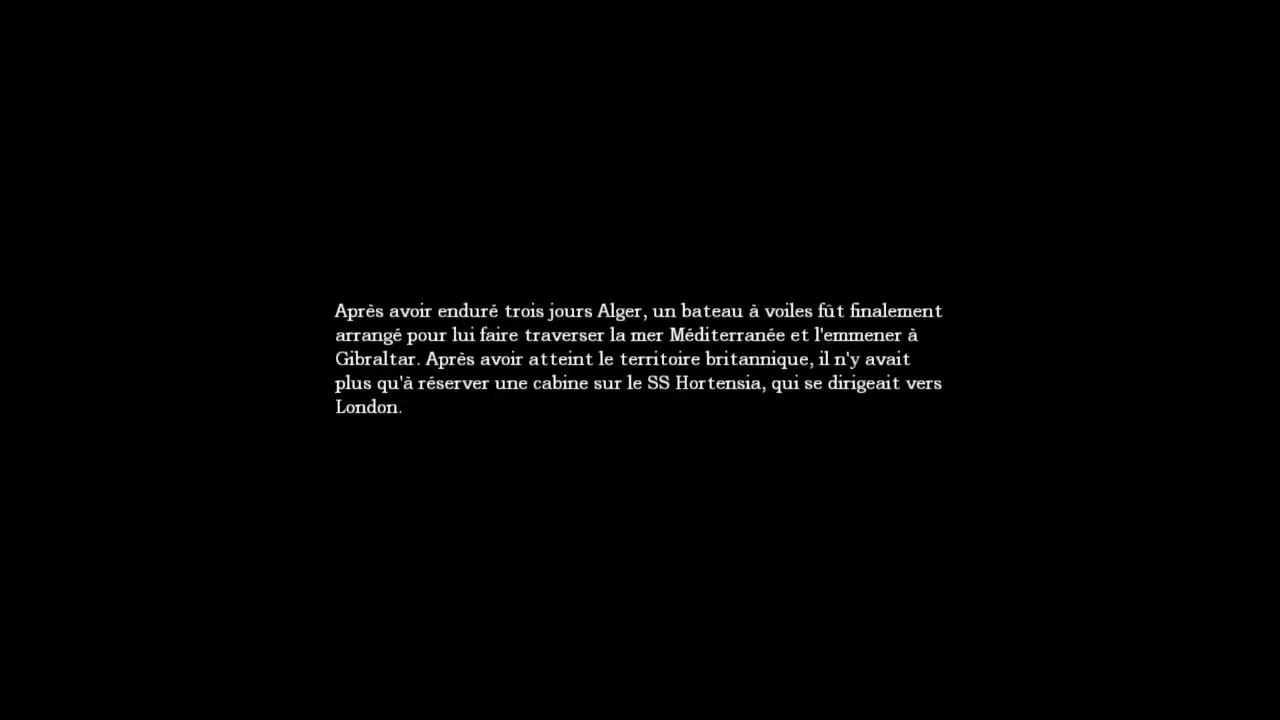 Après avoir enduré trois jours Alger, un bateau à voiles fût finalement
arrangé pour lui faire traverser la mer Méditerranée et l'emmener à
Gibraltar. Après avoir atteint le territoire britannique, il n'y avait
plus qu'à réserver une cabine sur le SS Hortensia, qui se dirigeait vers
London.